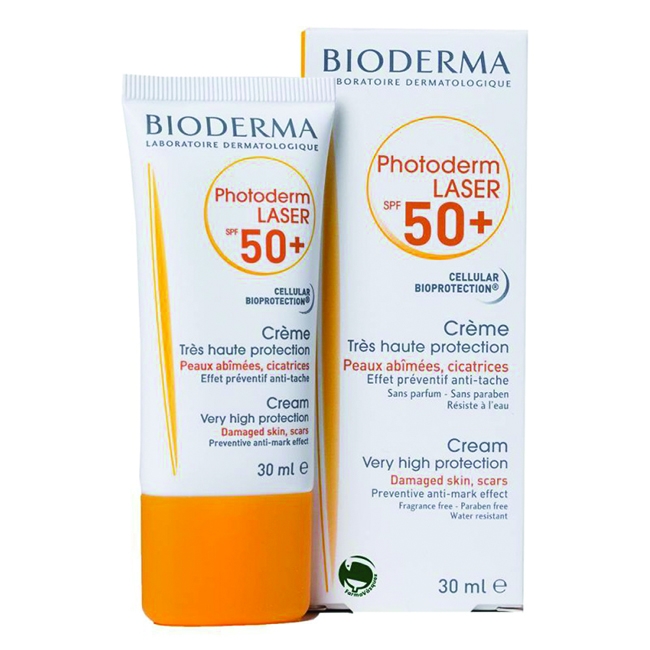 BIODERMA
LABORATOIRE DERMATOLOGIQUE
Photoderm
LASER
SPF 50+
CELLULAR
BIOPROTECTION®
Crème
Très haute protection
Peaux abîmées, cicatrices
Effet préventif anti-tache
Cream
Very high protection
Damaged skin, scars
Preventive anti-mark effect
30 ml e
BIODERMA
LABORATOIRE DERMATOLOGIQUE
Photoderm
LASER
SPF 50+
CELLULAR
BIOPROTECTION®
Crème
Très haute protection
Peaux abîmées, cicatrices
Effet préventif anti-tache
Sans parfum - Sans paraben
Résiste à l'eau
Cream
Very high protection
Damaged skin, scars
Preventive anti-mark effect
Fragrance free - Paraben free
Water resistant
30 ml e